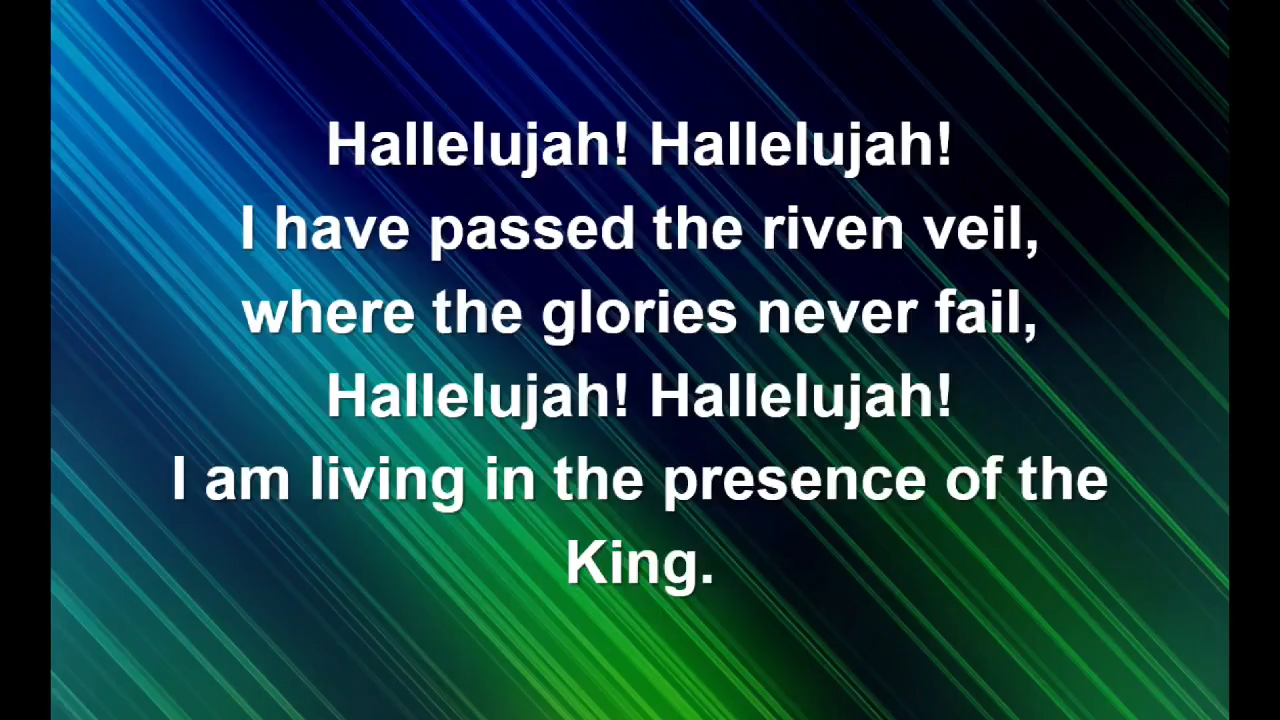 Hallelujah! Hallelujah!
I have passed the riven veil,
where the glories never fail,
Hallelujah! Hallelujah!
I am living in the presence of the
King.